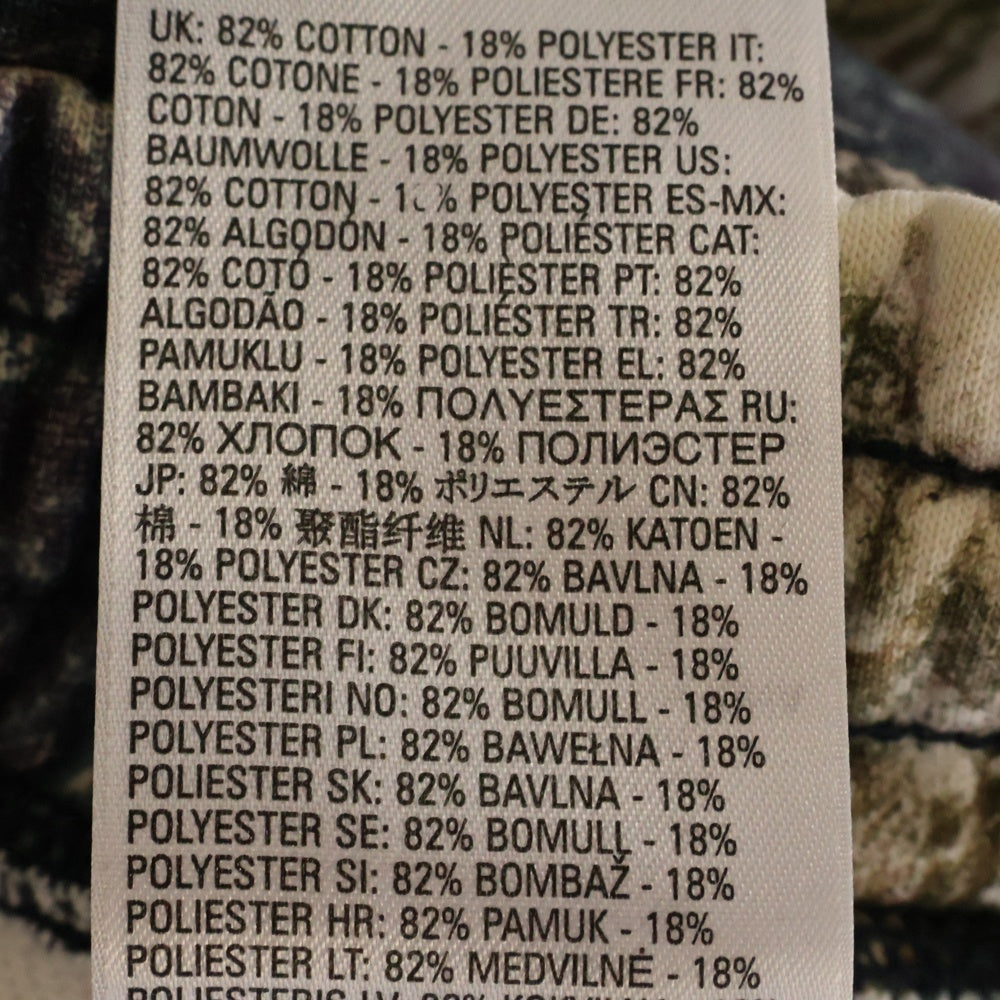 UK: 82% COTTON - 18% POLYESTER IT:
82% COTONE - 18% POLIESTERE FR: 82%
COTON - 18% POLYESTER DE: 82%
BAUMWOLLE - 18% POLYESTER US:
82% COTTON - % POLYESTER ES-MX:
82% ALGODÓN - 18% POLIÉSTER CAT:
82% COTÓ - 18% POLIÈSTER PT: 82%
ALGODÃO - 18% POLIÉSTER TR: 82%
PAMUKLU - 18% POLYESTER EL: 82%
ΒΑΜΒΑΚΙ - 18% ΠΟΛΥΕΣΤΕΡΑΣ RU:
82% ХЛОПОК - 18% ПОЛИЭСТЕР
JP: 82% 綿 - 18% ポリエステル CN: 82%
棉 - 18% 聚酯纤维 NL: 82% KATOEN -
18% POLYESTER CZ: 82% BAVLNA - 18%
POLYESTER DK: 82% BOMULD - 18%
POLYESTER FI: 82% PUUVILLA - 18%
POLYESTERI NO: 82% BOMULL - 18%
POLYESTER PL: 82% BAWEŁNA - 18%
POLIESTER SK: 82% BAVLNA - 18%
POLYESTER SE: 82% BOMULL - 18%
POLYESTER SI: 82% BOMBAŽ - 18%
POLIESTER HR: 82% PAMUK - 18%
POLIESTER LT: 82% MEDVILNĖ - 18%